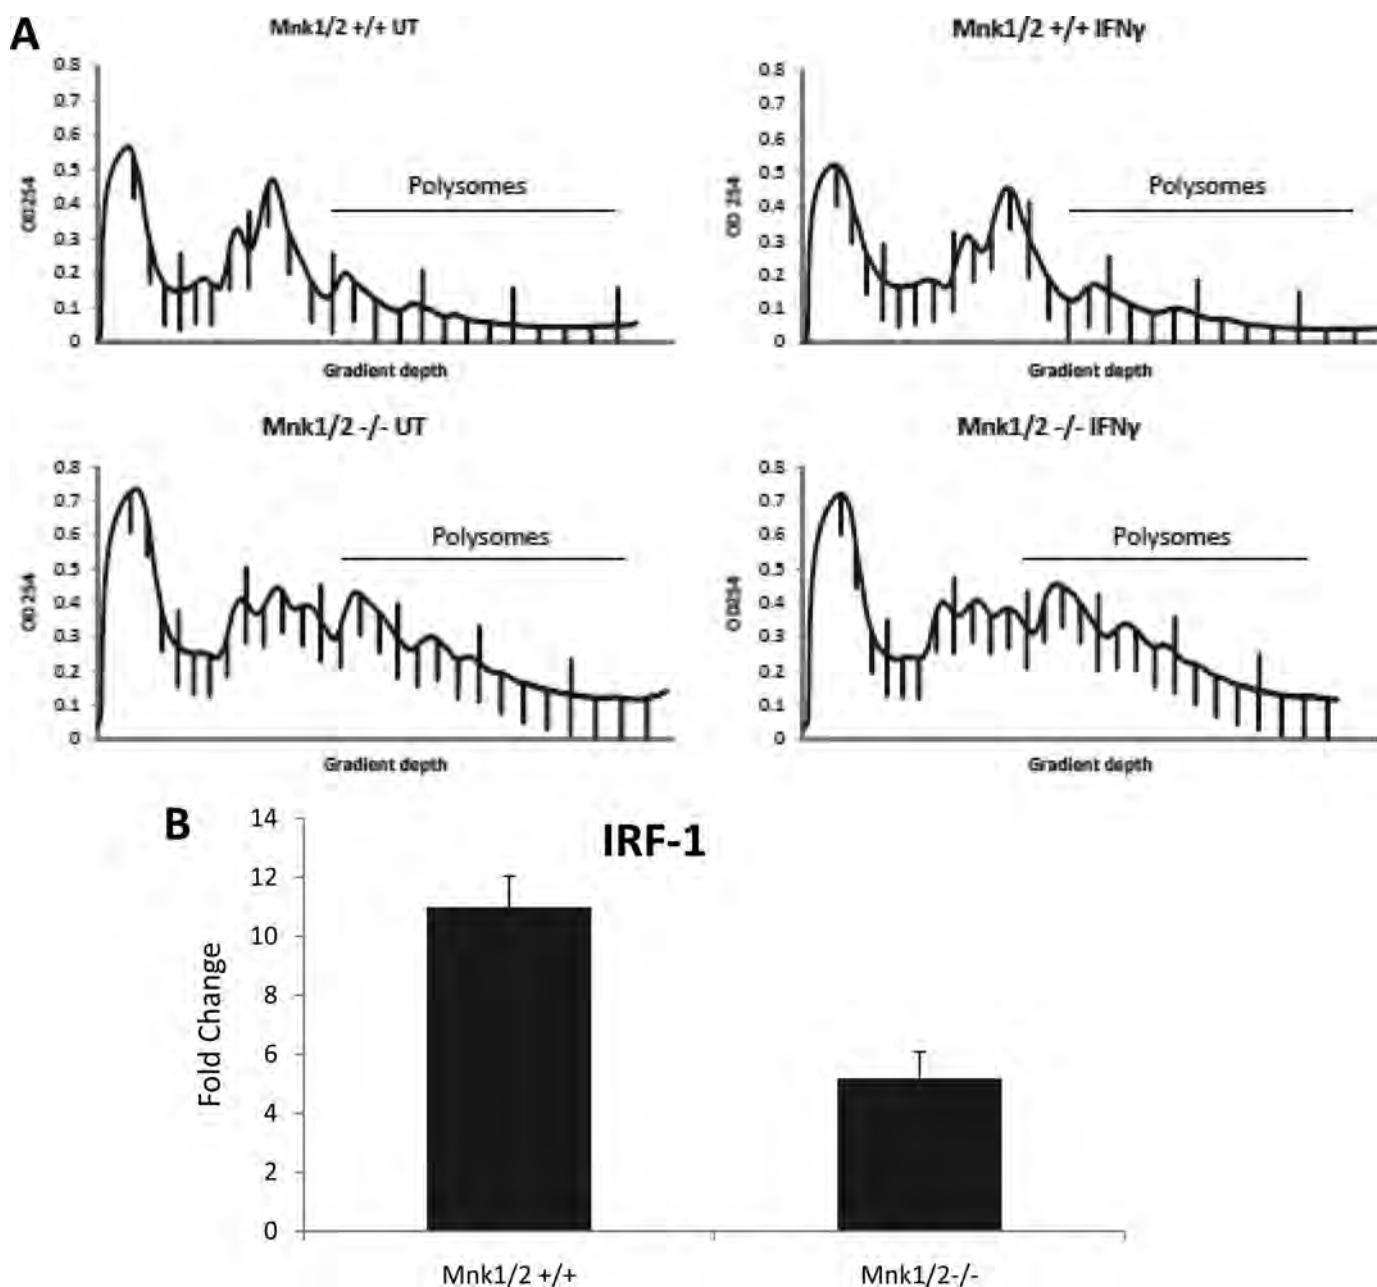 A
Mnk1/2 +/+ UT
0.8
0.7
0.6
0.5
0.4
0.3
0.2
0.1
0
OD254
Polysomes
Gradient depth
Mnk1/2 +/+ IFNγ
0.8
0.7
0.6
0.5
0.4
0.3
0.2
0.1
0
OD 254
Polysomes
Gradient depth
Mnk1/2 -/- UT
0.8
0.7
0.6
0.5
0.4
0.3
0.2
0.1
0
OD 254
Polysomes
Gradient depth
Mnk1/2 -/- IFNγ
0.8
0.7
0.6
0.5
0.4
0.3
0.2
0.1
0
OD254
Polysomes
Gradient depth
B
IRF-1
14
12
10
8
6
4
2
0
Fold Change
Mnk1/2 +/+
Mnk1/2-/-